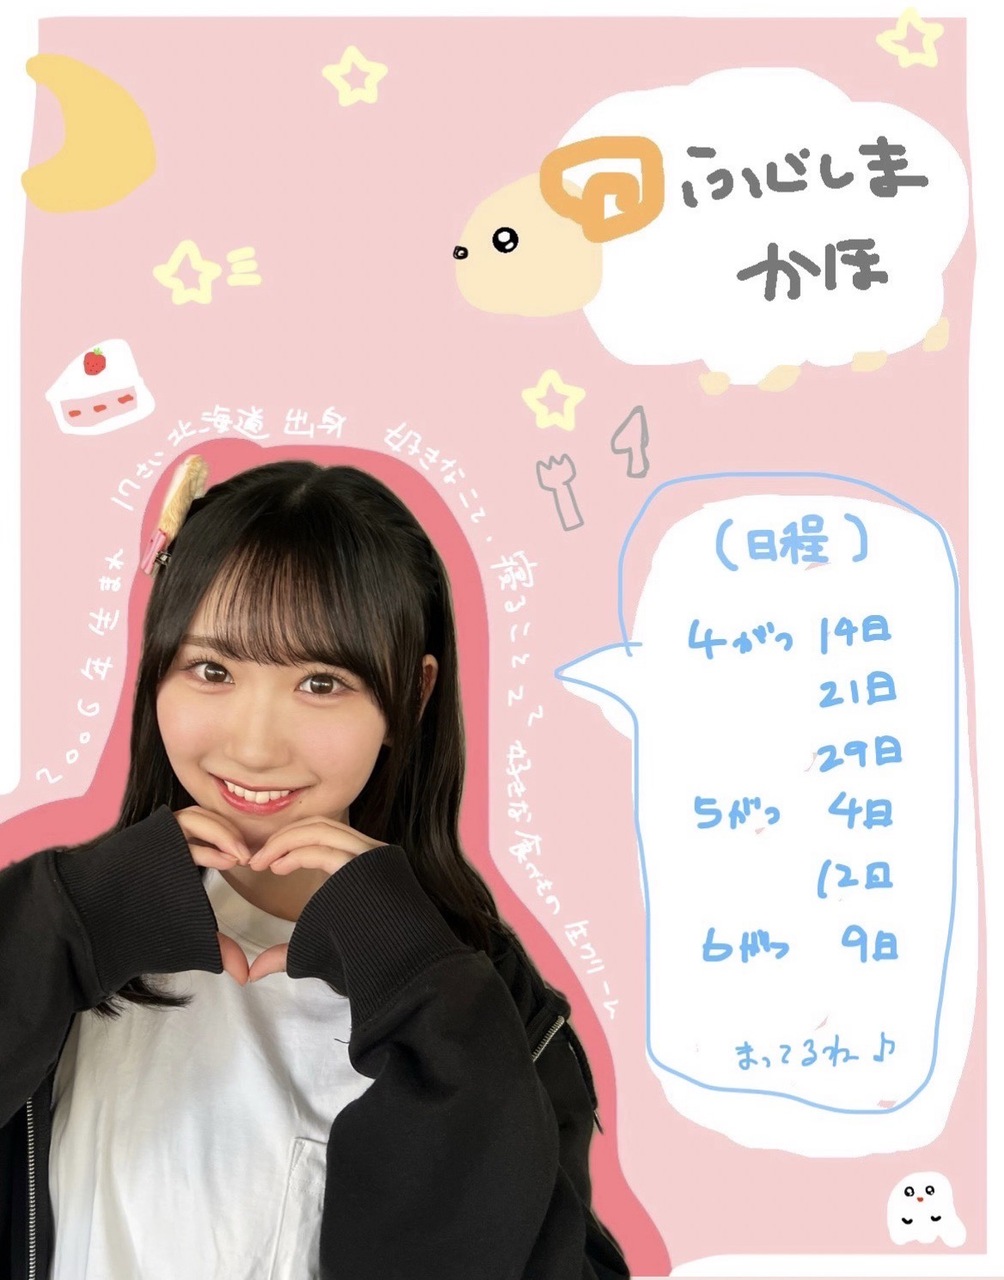 ふじしま
かほ
2006年生まれ 17さい 北海道出身 好きなこと、寝ること
好きな食べもの 生クリーム
(日程)
4がつ 14日
21日
29日
5がつ 4日
12日
6がつ 9日
まってるね♪